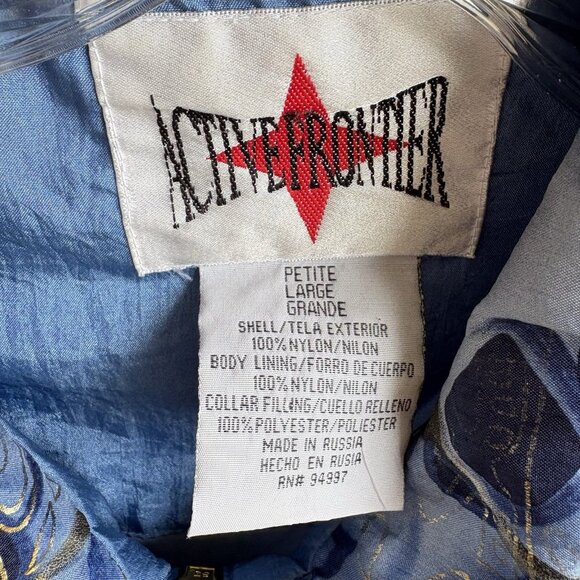 ACTIVE FRONTIER
PETITE
LARGE
GRANDE
SHELL/TELA EXTERIOR
100% NYLON/NILON
BODY LINING/FORRO DE CUERPO
100% NYLON/NILON
COLLAR FILLING/CUELLO RELLENO
100% POLYESTER/POLIESTER
MADE IN RUSSIA
HECHO EN RUSIA
RN# 94997